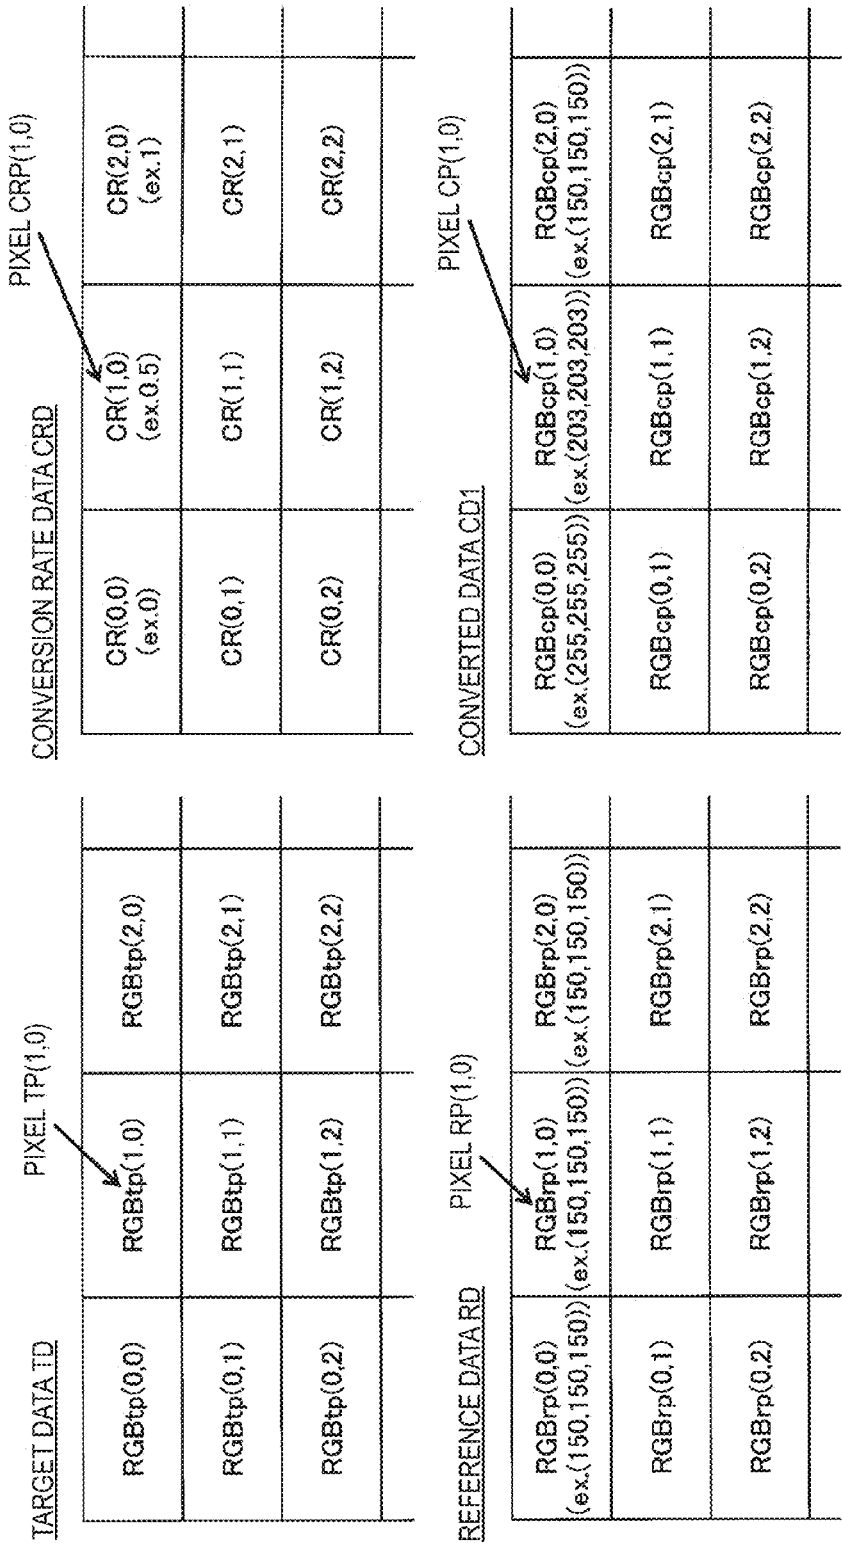 TARGET DATA TD
PIXEL TP(1,0)
RGBtp(0,0) RGBtp(1,0) RGBtp(2,0)
RGBtp(0,1) RGBtp(1,1) RGBtp(2,1)
RGBtp(0,2) RGBtp(1,2) RGBtp(2,2)
CONVERSION RATE DATA CRD
PIXEL CRP(1,0)
CR(0,0) CR(1,0) CR(2,0)
(ex.0) (ex.0.5) (ex.1)
CR(0,1) CR(1,1) CR(2,1)
CR(0,2) CR(1,2) CR(2,2)
REFERENCE DATA RD
PIXEL RP(1,0)
RGBrp(0,0) RGBrp(1,0) RGBrp(2,0)
(ex.(150,150,150)) (ex.(150,150,150)) (ex.(150,150,150))
RGBrp(0,1) RGBrp(1,1) RGBrp(2,1)
RGBrp(0,2) RGBrp(1,2) RGBrp(2,2)
CONVERTED DATA CD1
PIXEL CP(1,0)
RGBcp(0,0) RGBcp(1,0) RGBcp(2,0)
(ex.(255,255,255)) (ex.(203,203,203)) (ex.(150,150,150))
RGBcp(0,1) RGBcp(1,1) RGBcp(2,1)
RGBcp(0,2) RGBcp(1,2) RGBcp(2,2)